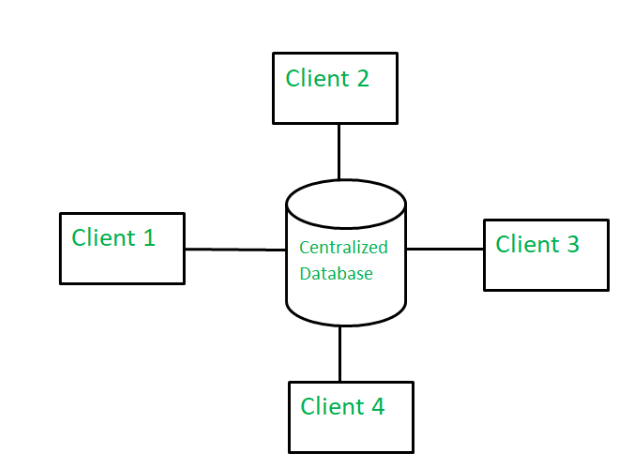 Client 2
Client 1
Centralized
Database
Client 3
Client 4